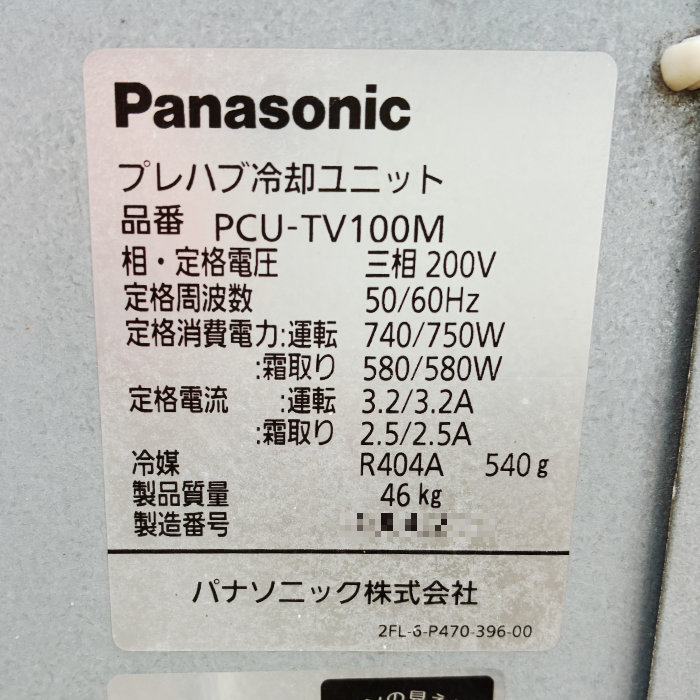 Panasonic
プレハブ冷却ユニット
品番 PCU-TV100M
相・定格電圧 三相 200V
定格周波数 50/60Hz
定格消費電力:運転 740/750W
:霜取り 580/580W
定格電流 :運転 3.2/3.2A
:霜取り 2.5/2.5A
冷媒 R404A 540g
製品質量 46kg
製造番号
パナソニック株式会社
2FL-6-P470-396-00